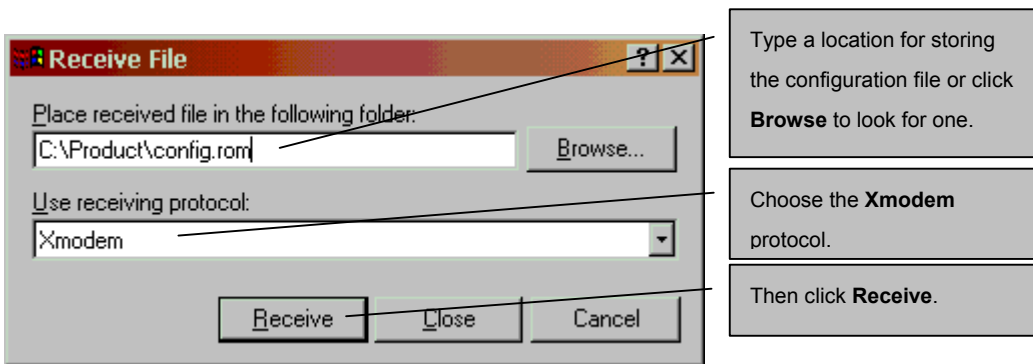 Receive File
Place received file in the following folder:
C:\Product\config.rom
Browse...
Use receiving protocol:
Xmodem
Receive
Close
Cancel
Type a location for storing
the configuration file or click
Browse to look for one.
Choose the Xmodem
protocol.
Then click Receive.